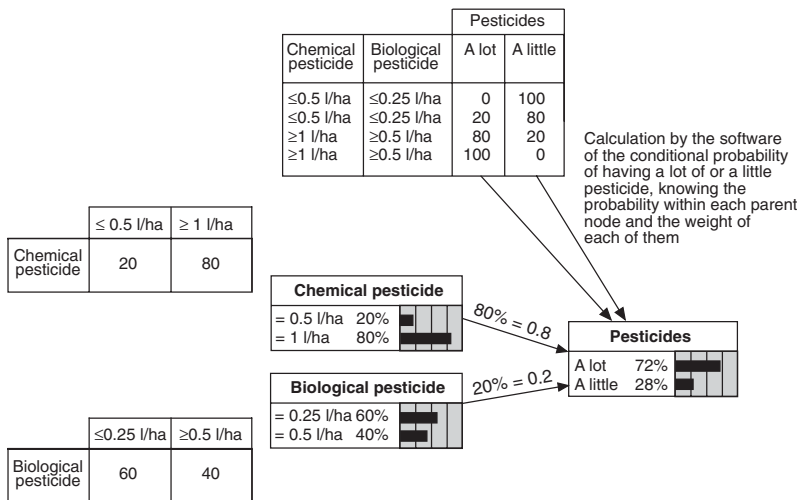 Pesticides
Chemical pesticide Biological pesticide A lot A little
≤0.5 l/ha ≤0.25 l/ha 0 100
≤0.5 l/ha ≤0.25 l/ha 20 80
≥1 l/ha ≥0.5 l/ha 80 20
≥1 l/ha ≥0.5 l/ha 100 0
Calculation by the software
of the conditional probability
of having a lot of or a little
pesticide, knowing the
probability within each parent
node and the weight of
each of them
≤ 0.5 l/ha ≥ 1 l/ha
Chemical
pesticide
20 80
Chemical pesticide
= 0.5 l/ha 20%
= 1 l/ha 80%
80% = 0.8
Pesticides
A lot 72%
A little 28%
Biological pesticide
= 0.25 l/ha 60%
= 0.5 l/ha 40%
20% = 0.2
≤0.25 l/ha ≥0.5 l/ha
Biological
pesticide
60 40